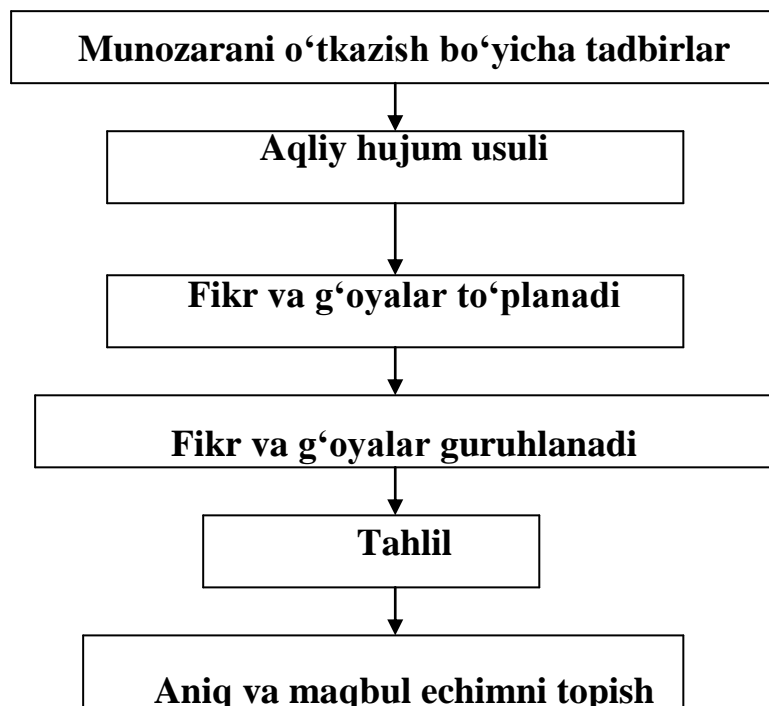 Munozarani o‘tkazish bo‘yicha tadbirlar
Aqliy hujum usuli
Fikr va g‘oyalar to‘planadi
Fikr va g‘oyalar guruhlanadi
Tahlil
Aniq va maqbul echimni topish